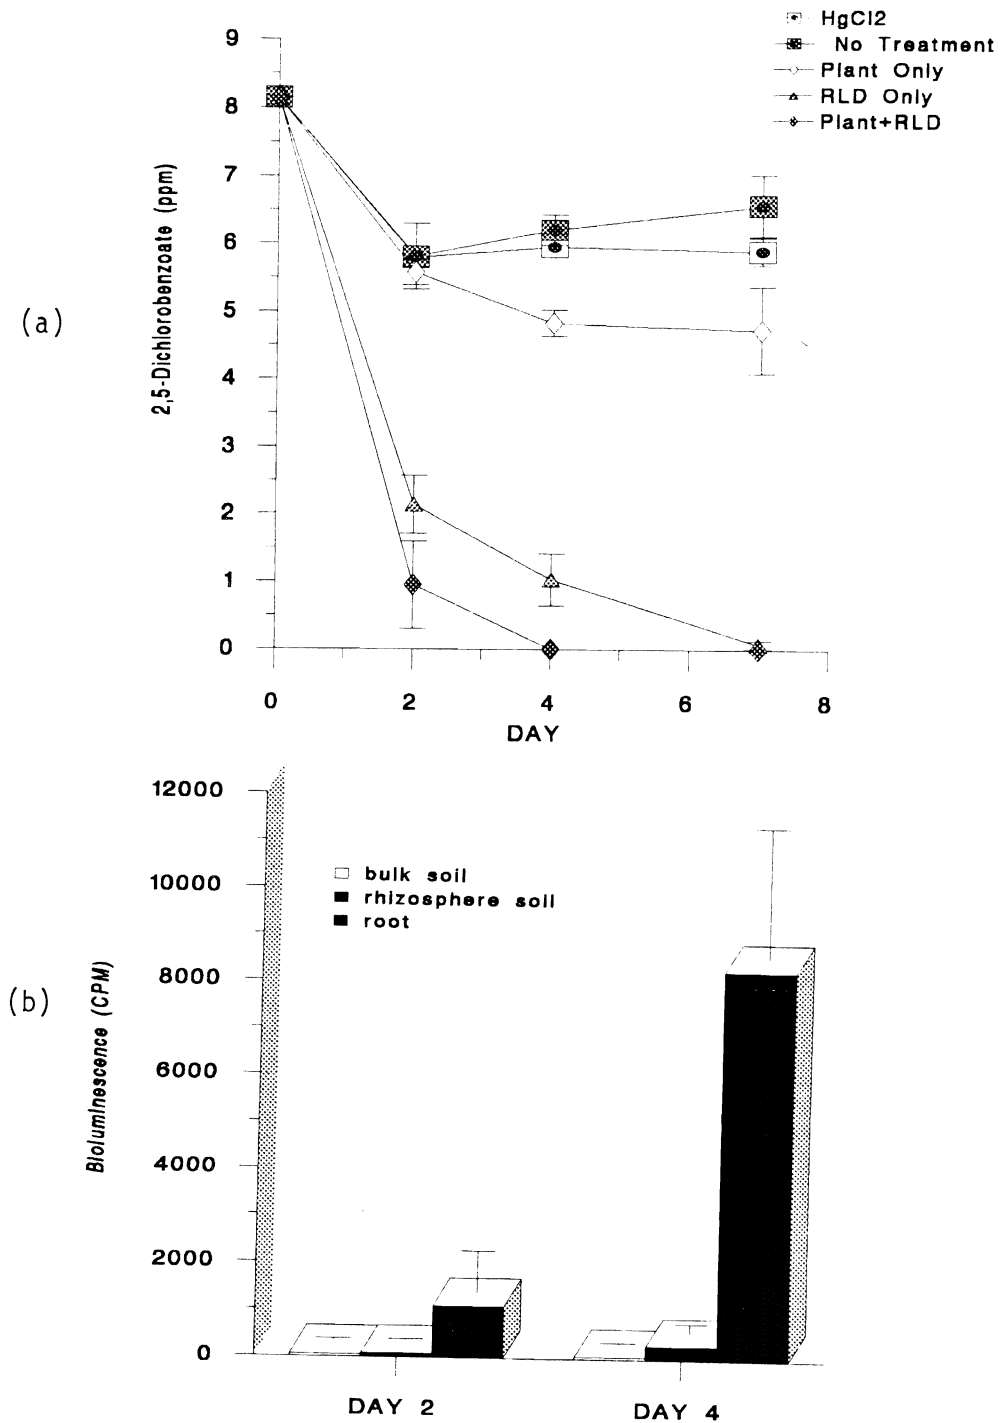 HgCl2
No Treatment
Plant Only
RLD Only
Plant+RLD
(a)
2,5-Dichlorobenzoate (ppm)
9
8
7
6
5
4
3
2
1
0
0 2 4 6 8
DAY
(b)
Bioluminescence (CPM)
12000
10000
8000
6000
4000
2000
0
bulk soil
rhizosphere soil
root
DAY 2 DAY 4